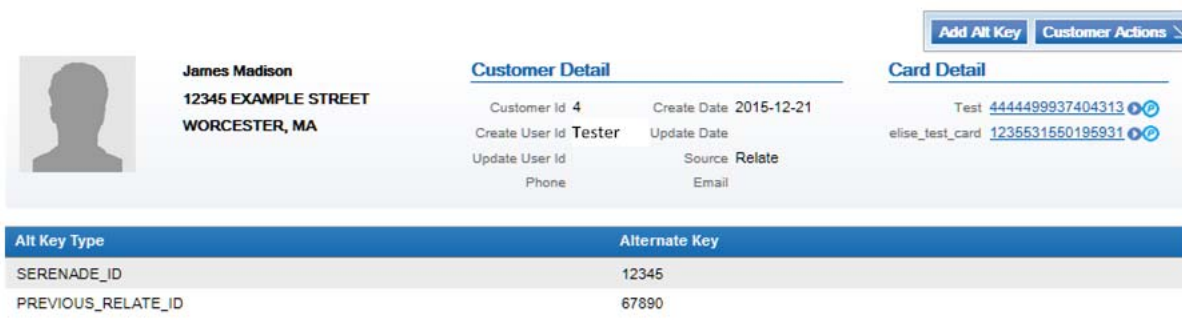 Add Alt Key Customer Actions
James Madison
12345 EXAMPLE STREET
WORCESTER, MA
Customer Detail
Customer Id 4 Create Date 2015-12-21
Create User Id Tester Update Date
Update User Id Source Relate
Phone Email
Card Detail
Test 4444499937404313
elise_test_card 1235531550195931
Alt Key Type Alternate Key
SERENADE_ID 12345
PREVIOUS_RELATE_ID 67890